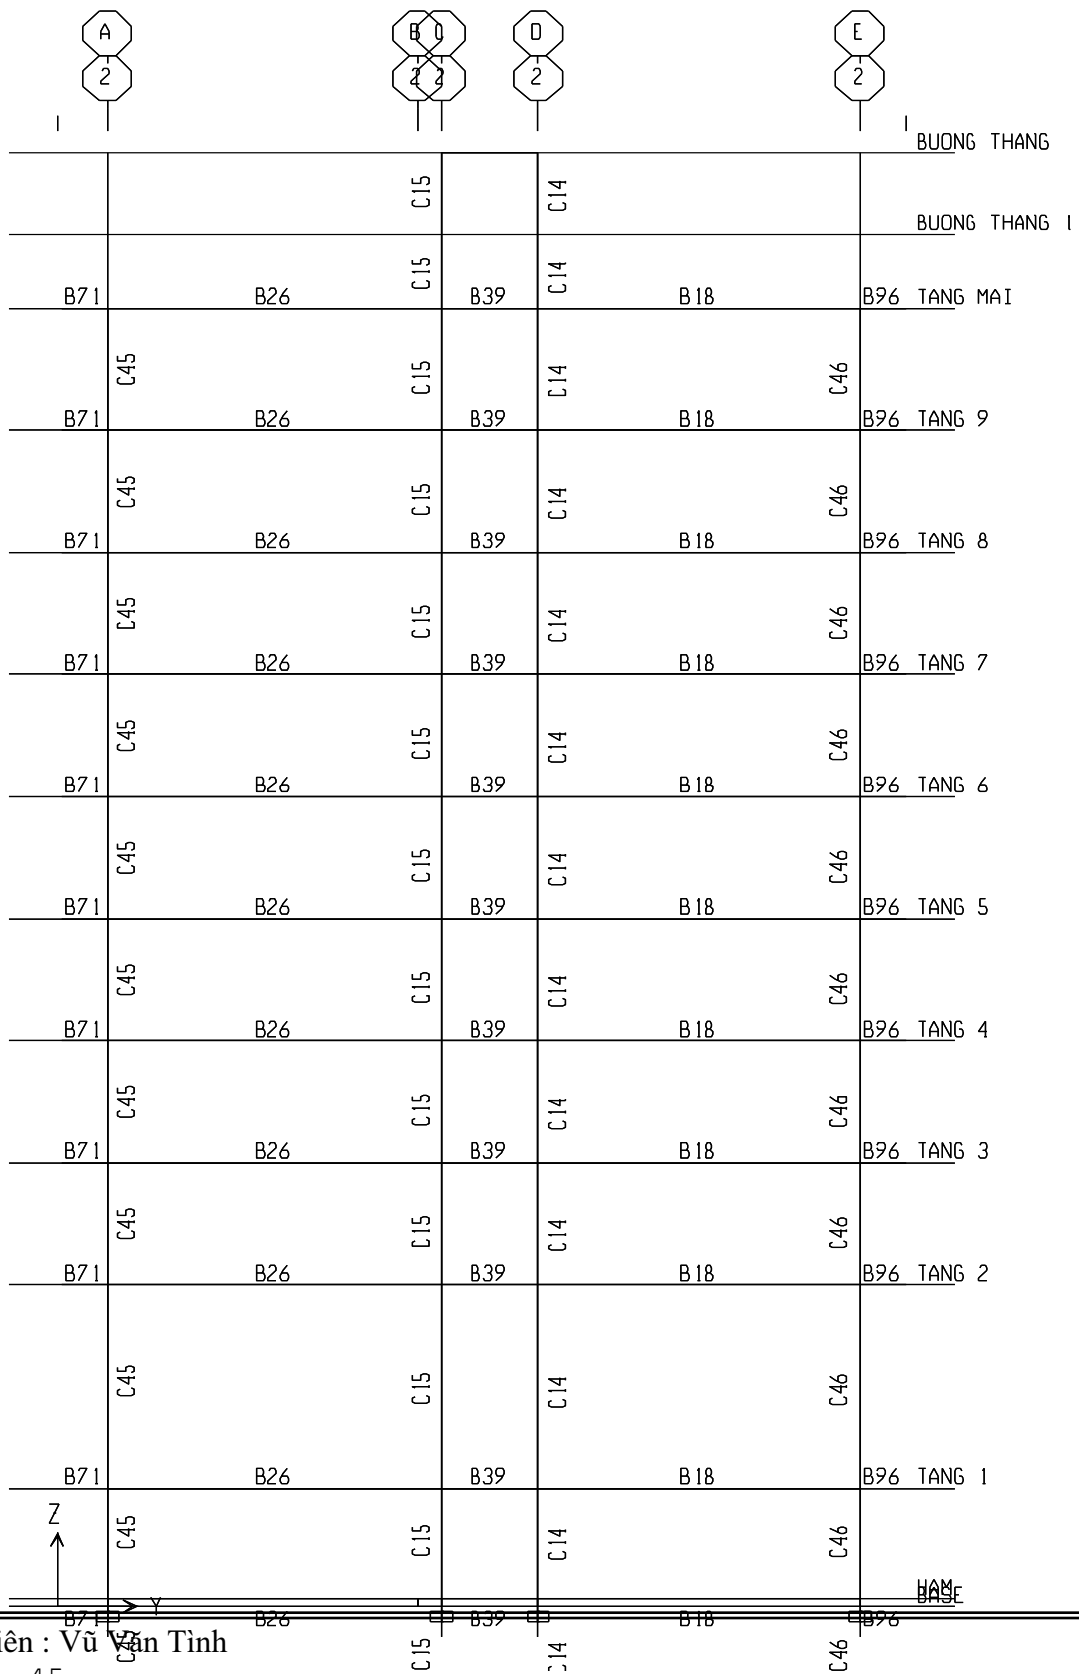 A B C D E
2 2 2 2 2
BUONG THANG
C15 C14
BUONG THANG
C15 C14
B71 B26 B39 B18 B96 TANG MAI
C45 C15 C14 C46
B71 B26 B39 B18 B96 TANG 9
C45 C15 C14 C46
B71 B26 B39 B18 B96 TANG 8
C45 C15 C14 C46
B71 B26 B39 B18 B96 TANG 7
C45 C15 C14 C46
B71 B26 B39 B18 B96 TANG 6
C45 C15 C14 C46
B71 B26 B39 B18 B96 TANG 5
C45 C15 C14 C46
B71 B26 B39 B18 B96 TANG 4
C45 C15 C14 C46
B71 B26 B39 B18 B96 TANG 3
C45 C15 C14 C46
B71 B26 B39 B18 B96 TANG 2
C45 C15 C14 C46
B71 B26 B39 B18 B96 TANG 1
Z
C45 C15 C14 C46
HAM
BASE
Y
B71 B26 B39 B18 B96
iên : Vũ Văn Tình
C45 C15 C14 C46